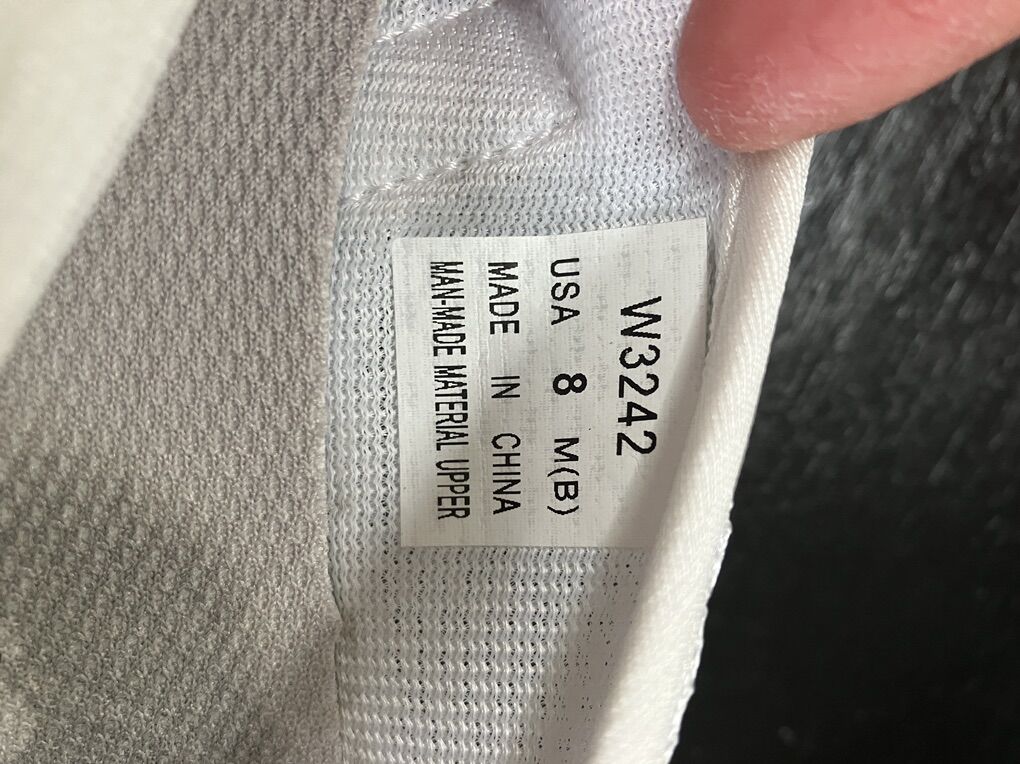 W3242
USA 8 M(B)
MADE IN CHINA
MAN-MADE MATERIAL UPPER